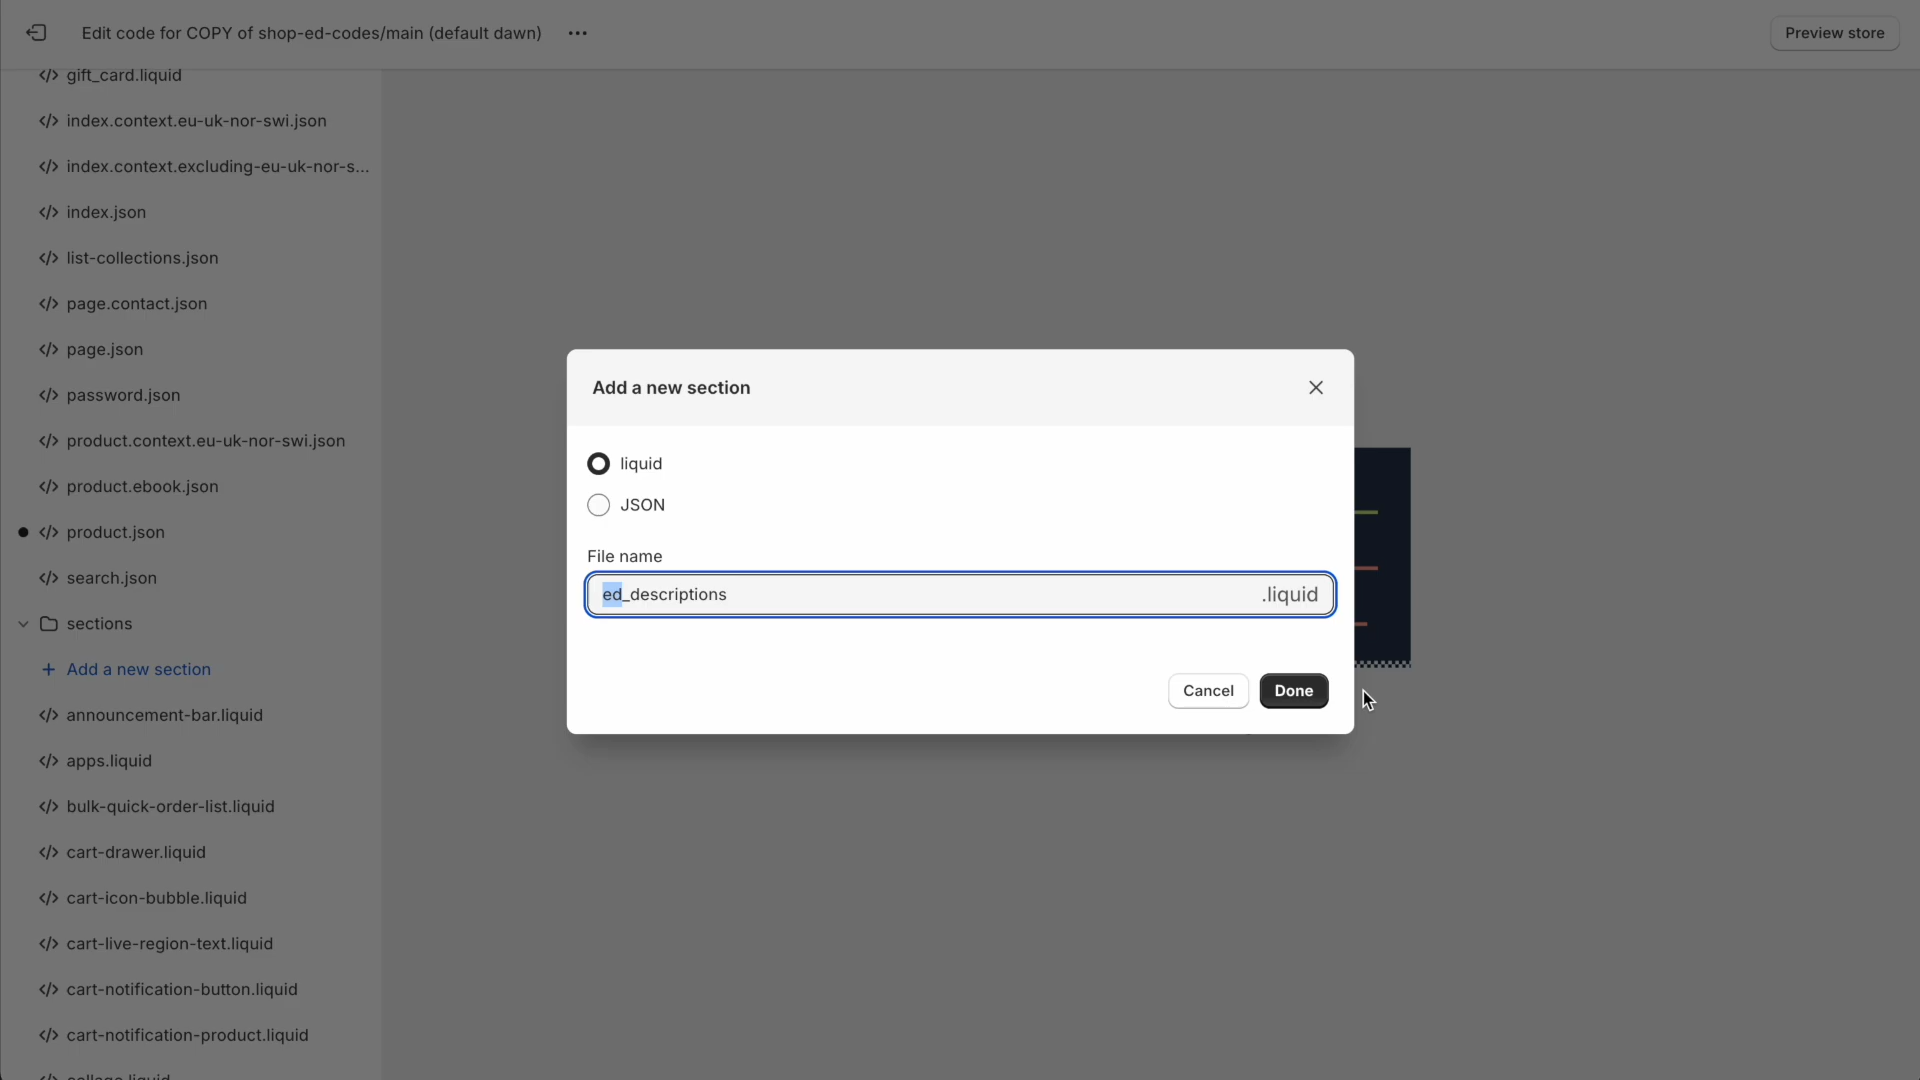 Edit code for COPY of shop-ed-codes/main (default dawn)
Preview store
gift_card.liquid
index.context.eu-uk-nor-swi.json
index.context.excluding-eu-uk-nor-s...
index.json
list-collections.json
page.contact.json
page.json
password.json
product.context.eu-uk-nor-swi.json
product.ebook.json
product.json
search.json
sections
Add a new section
announcement-bar.liquid
apps.liquid
bulk-quick-order-list.liquid
cart-drawer.liquid
cart-icon-bubble.liquid
cart-live-region-text.liquid
cart-notification-button.liquid
cart-notification-product.liquid
collage.liquid
Add a new section
liquid
JSON
File name
ed_descriptions .liquid
Cancel Done